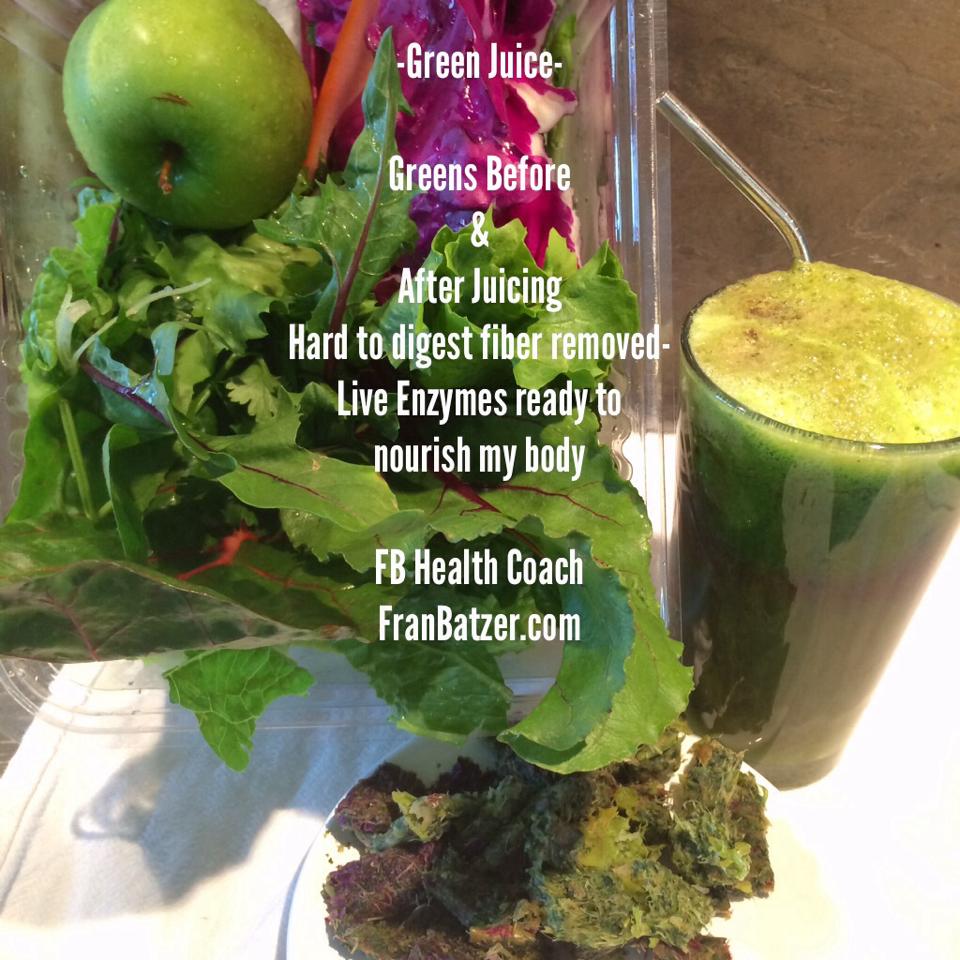 -Green Juice-
Greens Before
&
After Juicing
Hard to digest fiber removed-
Live Enzymes ready to
nourish my body
FB Health Coach
FranBatzer.com